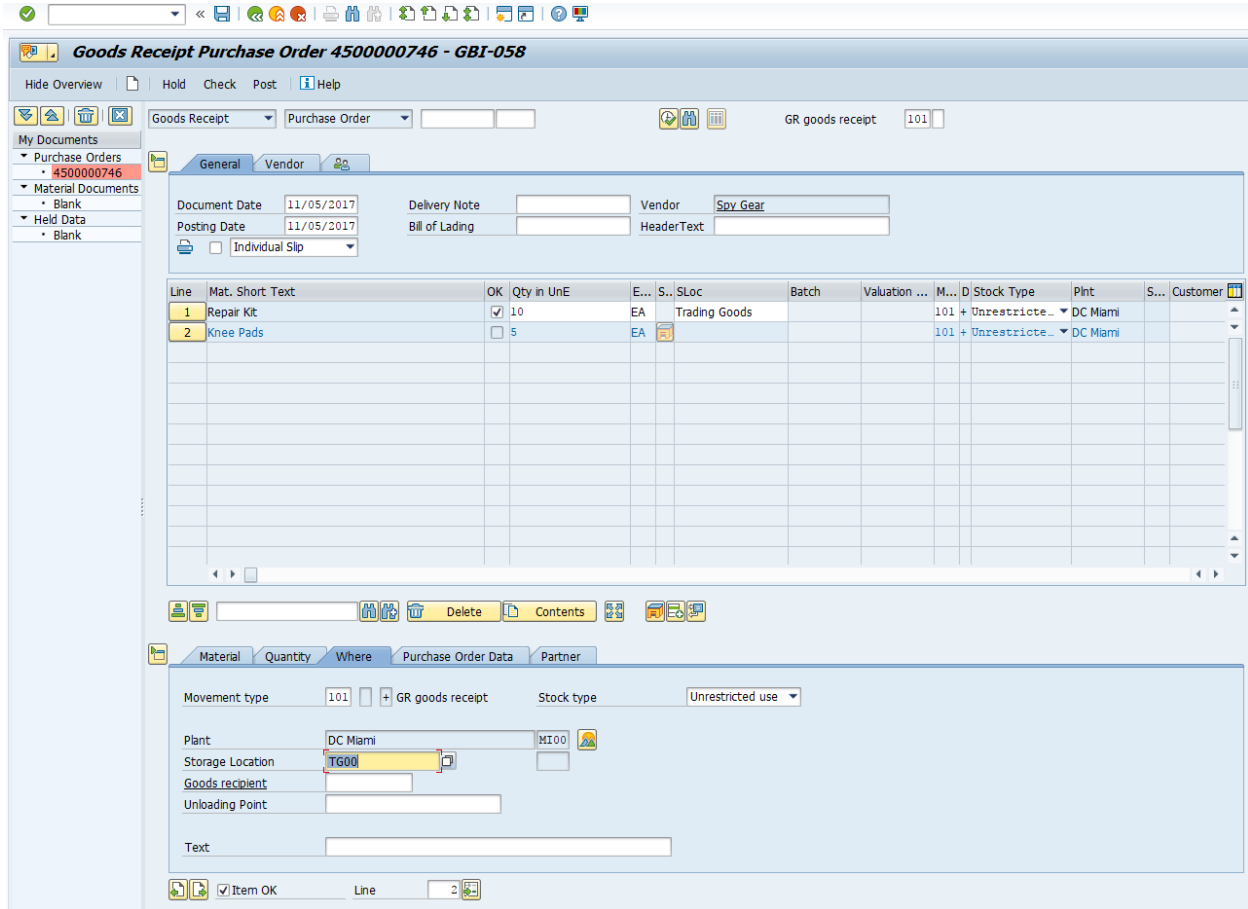 Goods Receipt Purchase Order 4500000746 - GBI-058
Hide Overview Hold Check Post Help
Goods Receipt Purchase Order GR goods receipt 101
My Documents
Purchase Orders
4500000746
Material Documents
Blank
Held Data
Blank
General Vendor
Document Date 11/05/2017 Delivery Note Vendor Spy Gear
Posting Date 11/05/2017 Bill of Lading HeaderText
Individual Slip
Line Mat. Short Text OK Qty in UnE E... S.. SLoc Batch Valuation ... M... D Stock Type Plnt S... Customer
1 Repair Kit 10 EA Trading Goods 101 + Unrestricte… DC Miami
2 Knee Pads 5 EA 101 + Unrestricte… DC Miami
Delete Contents
Material Quantity Where Purchase Order Data Partner
Movement type 101 + GR goods receipt Stock type Unrestricted use
Plant DC Miami MI00
Storage Location TG00
Goods recipient
Unloading Point
Text
Item OK Line 2